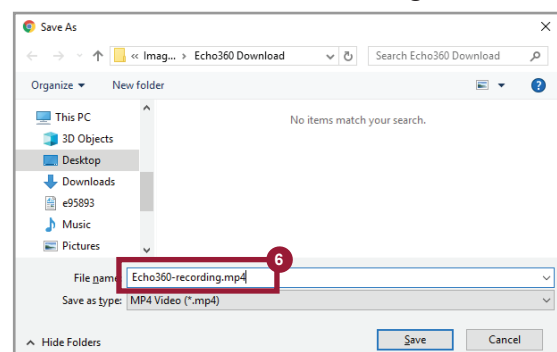 Save As
« Imag... > Echo360 Download
Search Echo360 Download
Organize
New folder
This PC
No items match your search.
3D Objects
Desktop
Downloads
e95893
Music
Pictures
6
File name: Echo360-recording.mp4
Save as type: MP4 Video (*.mp4)
Hide Folders
Save
Cancel